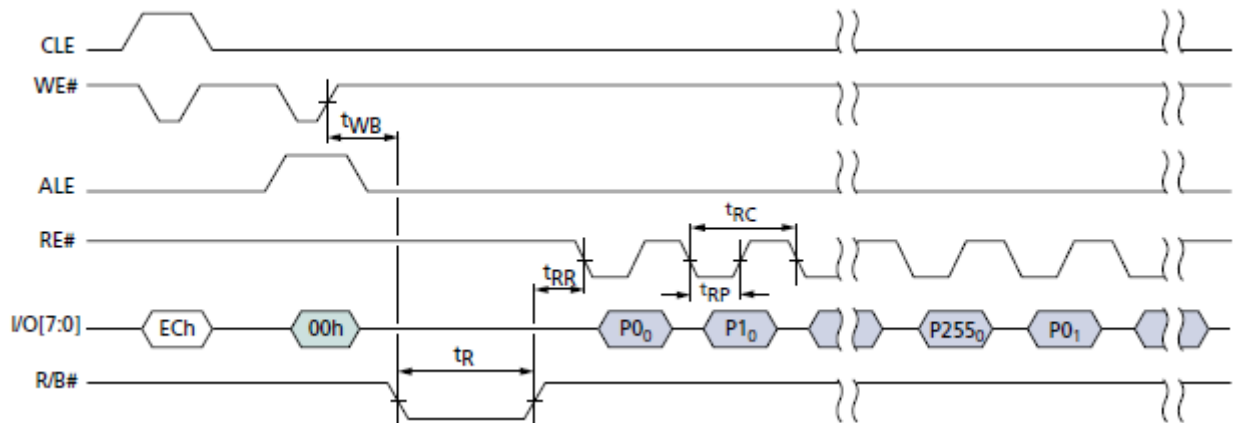 CLE
WE#
tWB
ALE
tRC
RE#
tRR
tRP
I/O[7:0] ECh 00h P0₀ P1₀ P255₀ P0₁
tR
R/B#